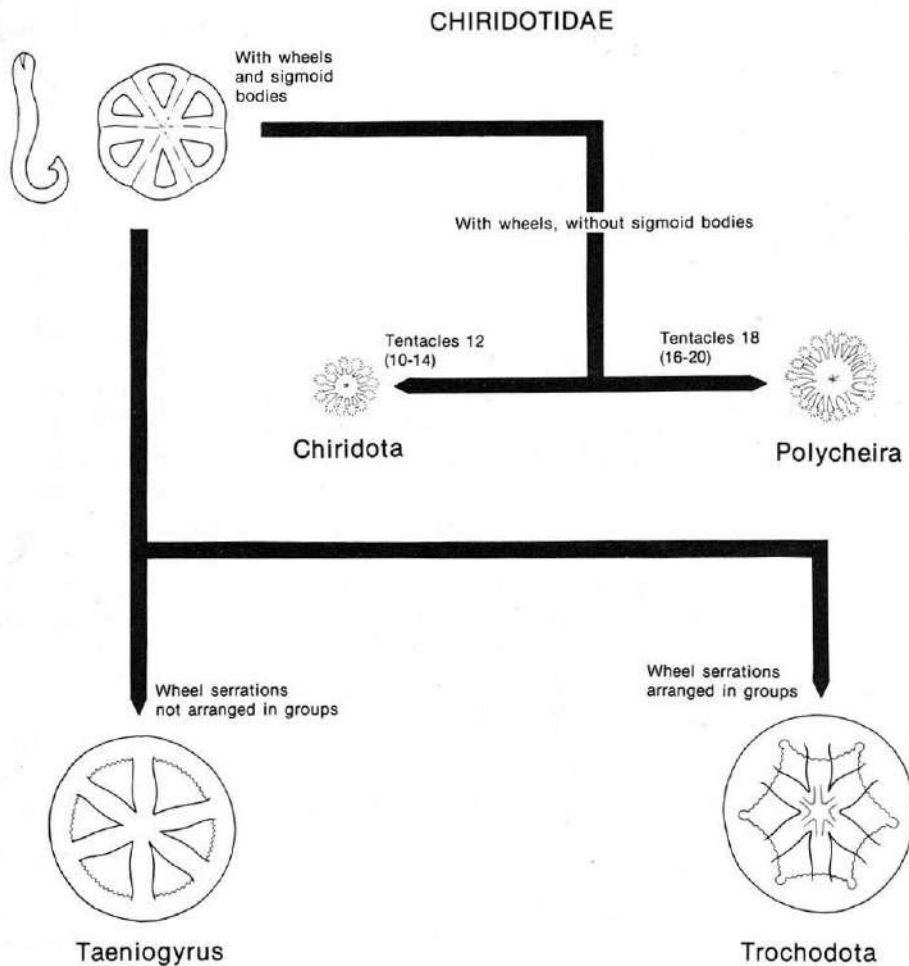 CHIRIDOTIDAE
With wheels
and sigmoid
bodies
With wheels, without sigmoid bodies
Tentacles 12
(10-14)
Tentacles 18
(16-20)
Chiridota
Polycheira
Wheel serrations
not arranged in groups
Wheel serrations
arranged in groups
Taeniogyrus
Trochodota